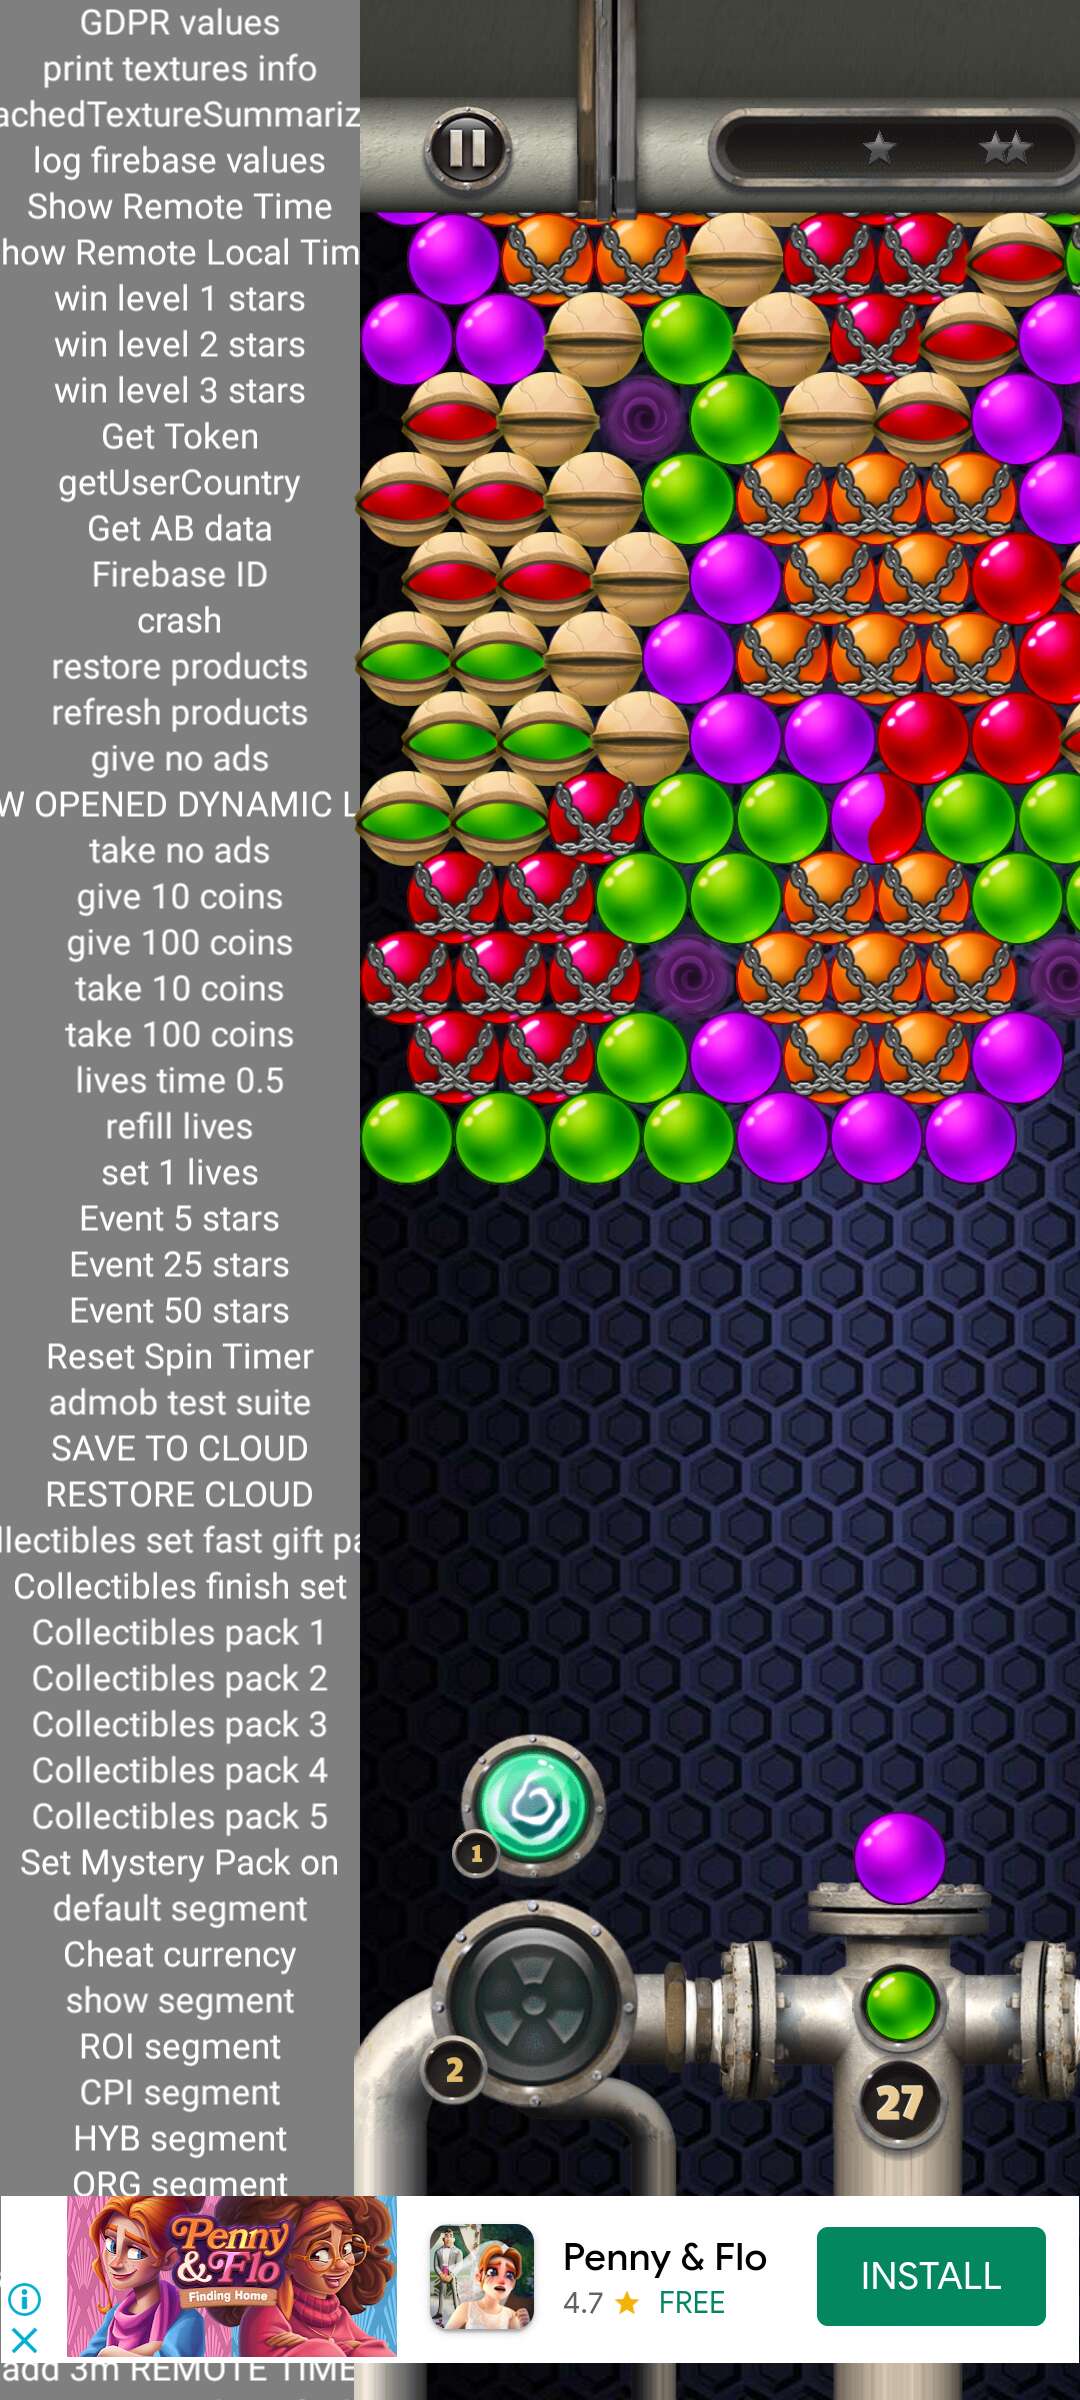 GDPR values
print textures info
achedTextureSummariz
log firebase values
Show Remote Time
how Remote Local Tim
win level 1 stars
win level 2 stars
win level 3 stars
Get Token
getUserCountry
Get AB data
Firebase ID
crash
restore products
refresh products
give no ads
W OPENED DYNAMIC L
take no ads
give 10 coins
give 100 coins
take 10 coins
take 100 coins
lives time 0.5
refill lives
set 1 lives
Event 5 stars
Event 25 stars
Event 50 stars
Reset Spin Timer
admob test suite
SAVE TO CLOUD
RESTORE CLOUD
llectibles set fast gift pa
Collectibles finish set
Collectibles pack 1
Collectibles pack 2
Collectibles pack 3
Collectibles pack 4
Collectibles pack 5
Set Mystery Pack on
default segment
Cheat currency
show segment
ROI segment
CPI segment
HYB segment
ORG segment
1
2
27
Penny
&Flo
Finding Home
Penny & Flo
4.7 ★ FREE
INSTALL
add 3m REMOTE TIME